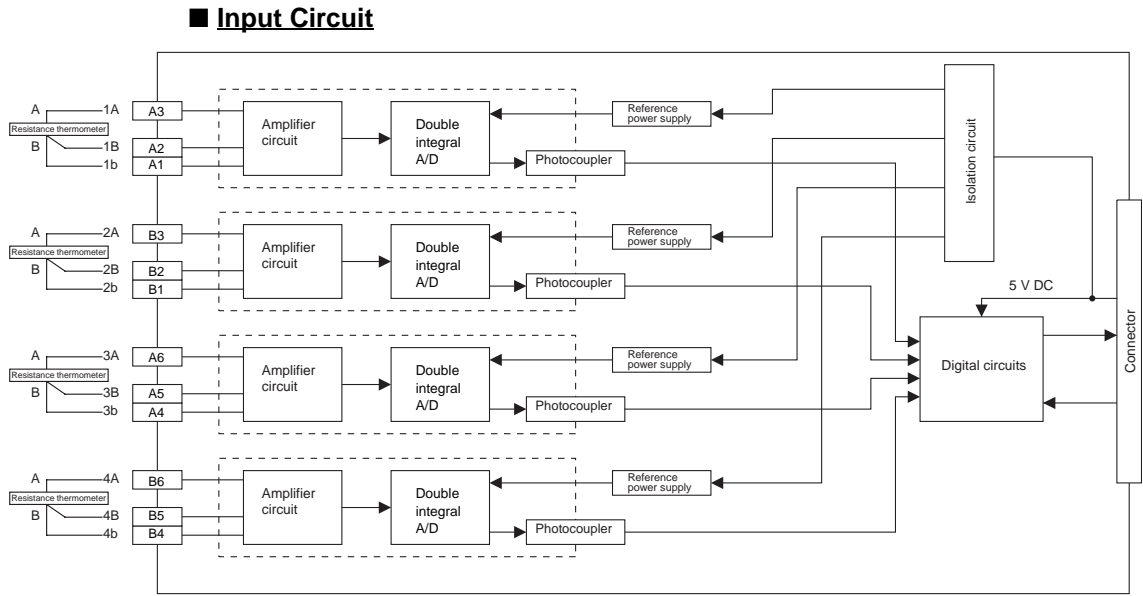 ■ Input Circuit
A
1A
A3
Resistance thermometer
B
1B
A2
1b
A1
Amplifier
circuit
Double
integral
A/D
Reference
power supply
Photocoupler
Isolation circuit
A
2A
B3
Resistance thermometer
B
2B
B2
2b
B1
Amplifier
circuit
Double
integral
A/D
Reference
power supply
Photocoupler
5 V DC
Connector
Digital circuits
A
3A
A6
Resistance thermometer
B
3B
A5
3b
A4
Amplifier
circuit
Double
integral
A/D
Reference
power supply
Photocoupler
A
4A
B6
Resistance thermometer
B
4B
B5
4b
B4
Amplifier
circuit
Double
integral
A/D
Reference
power supply
Photocoupler